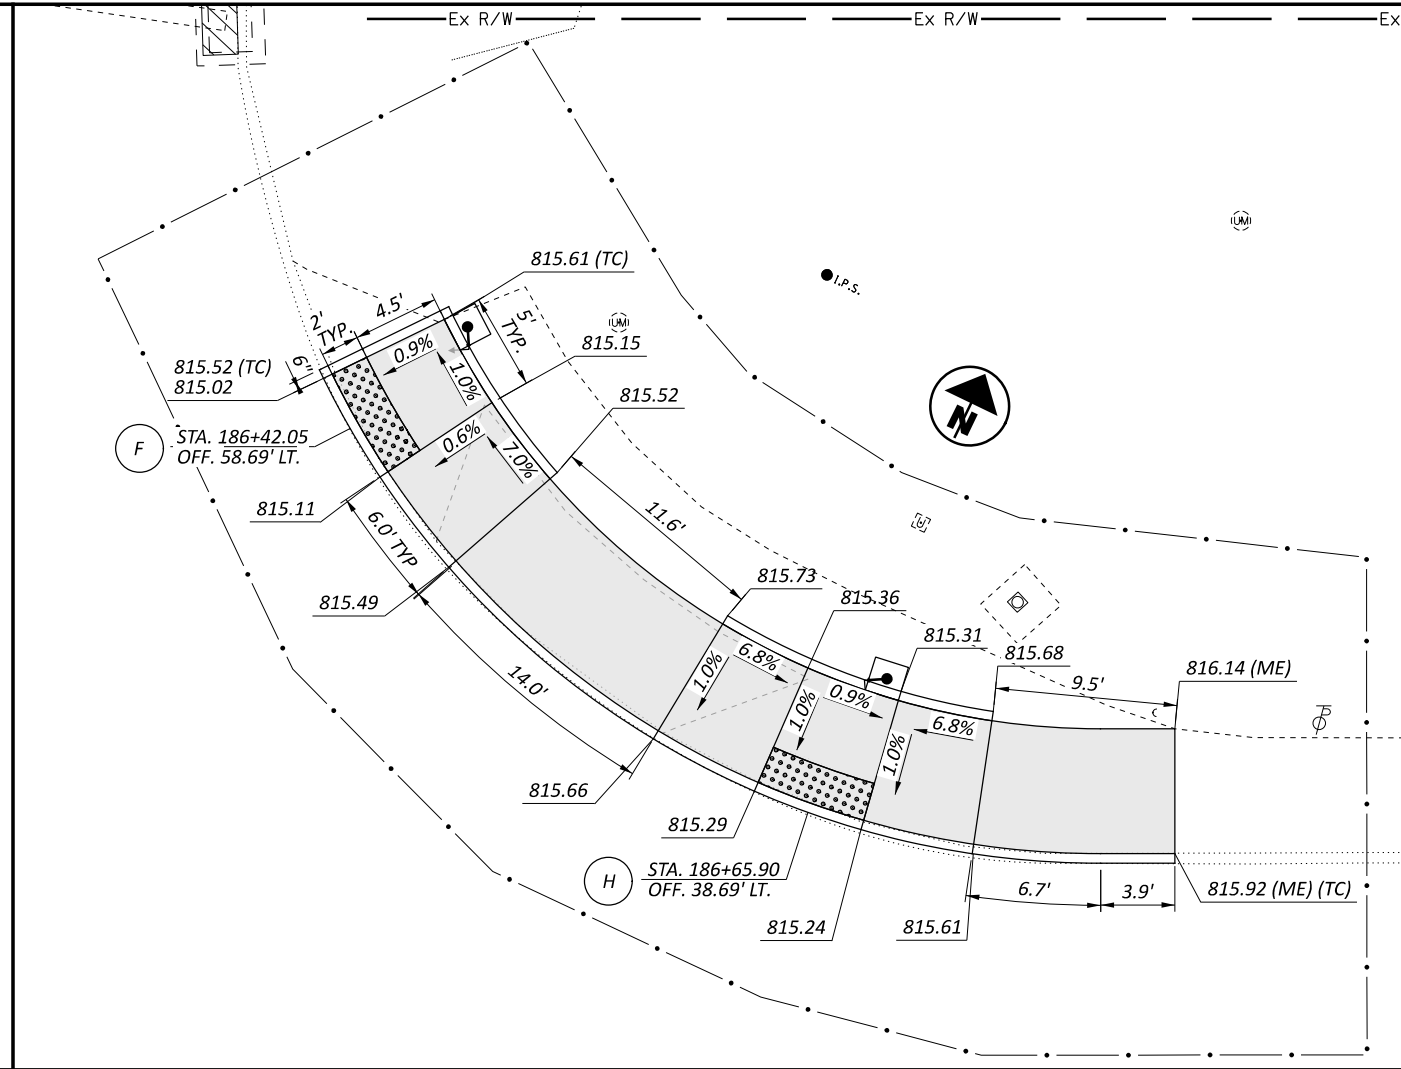 Ex R/W
Ex R/W
Ex
815.61 (TC)
UM
I.P.S.
4.5'
2'
TYP.
5'
TYP.
UM
6"
0.9%
815.15
815.52 (TC)
815.02
1.0%
815.52
N
F
STA. 186+42.05
OFF. 58.69' LT.
0.6%
7.0%
815.11
11.6'
6.0' TYP
815.73
815.36
815.49
815.31
815.68
6.8%
816.14 (ME)
1.0%
9.5'
14.0'
0.9%
1.0%
6.8%
1.0%
815.66
815.29
H
STA. 186+65.90
OFF. 38.69' LT.
6.7'
3.9'
815.92 (ME) (TC)
815.24
815.61